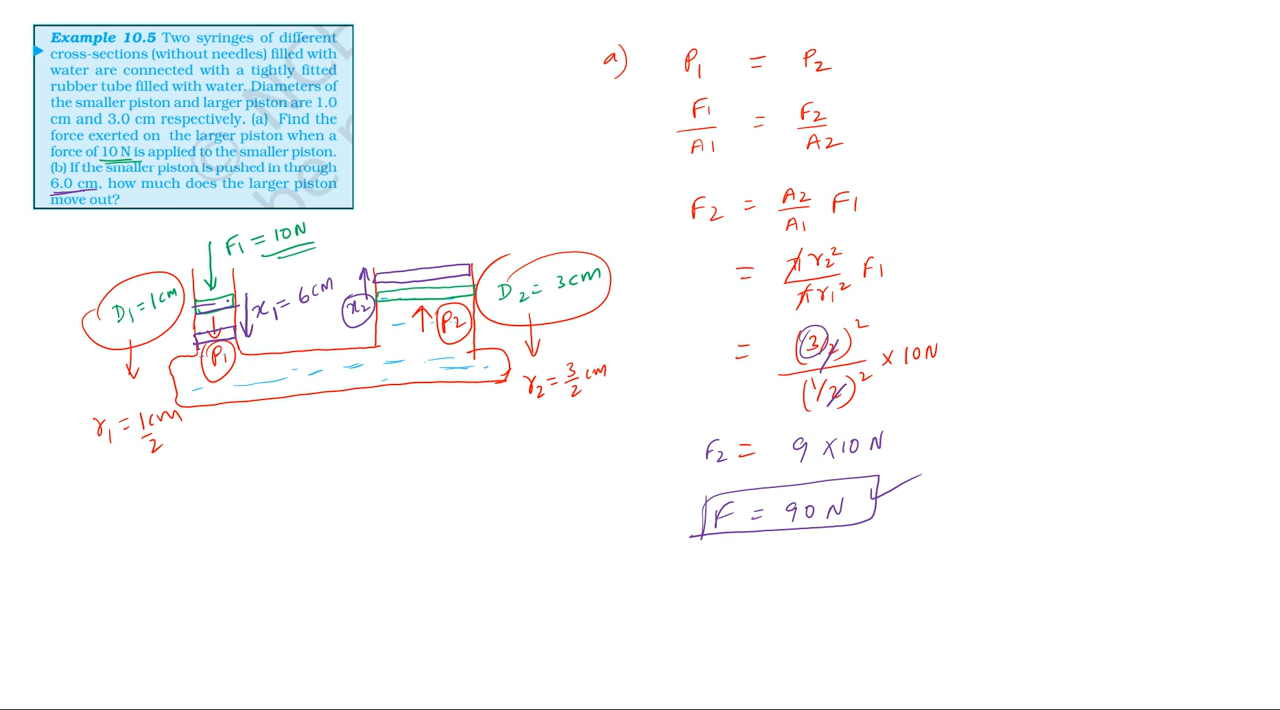 Example 10.5 Two syringes of different
cross-sections (without needles) filled with
water are connected with a tightly fitted
rubber tube filled with water. Diameters of
the smaller piston and larger piston are 1.0
cm and 3.0 cm respectively. (a) Find the
force exerted on the larger piston when a
force of 10 N is applied to the smaller piston.
(b) If the smaller piston is pushed in through
6.0 cm, how much does the larger piston
move out?
F1 = 10N
D1 = 1cm
x1 = 6cm
x2
D2 = 3cm
P1
P2
r1 = 1cm/2
r2 = 3/2 cm
a) P1 = P2
F1/A1 = F2/A2
F2 = A2/A1 F1
= πr2²/πr1² F1
= (3/2)²/(1/2)² × 10N
F2 = 9 × 10 N
F = 90 N